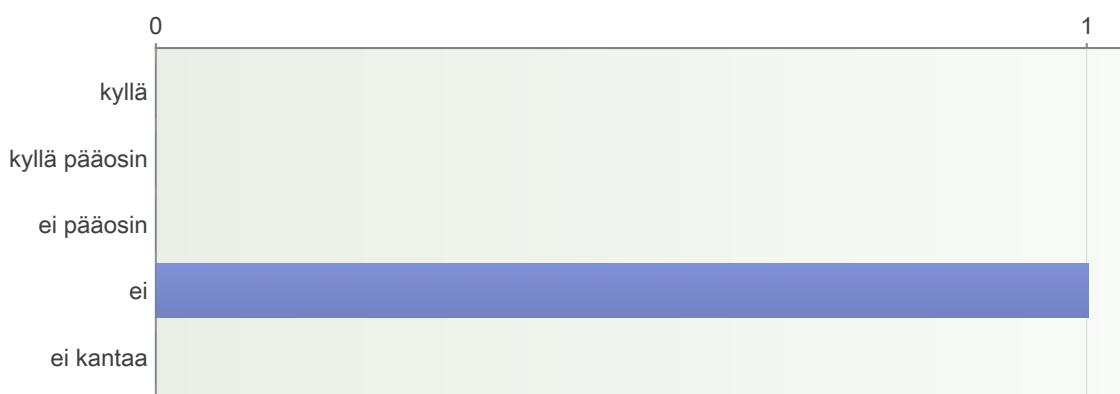 0 1
kyllä
kyllä pääosin
ei pääosin
ei
ei kantaa